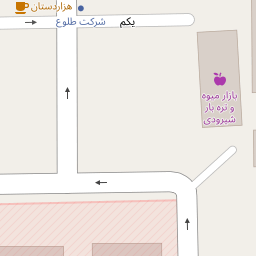 هزاردستان
شرکت طلوع
یکم
بازار میوه
و تره بار
شیرودی